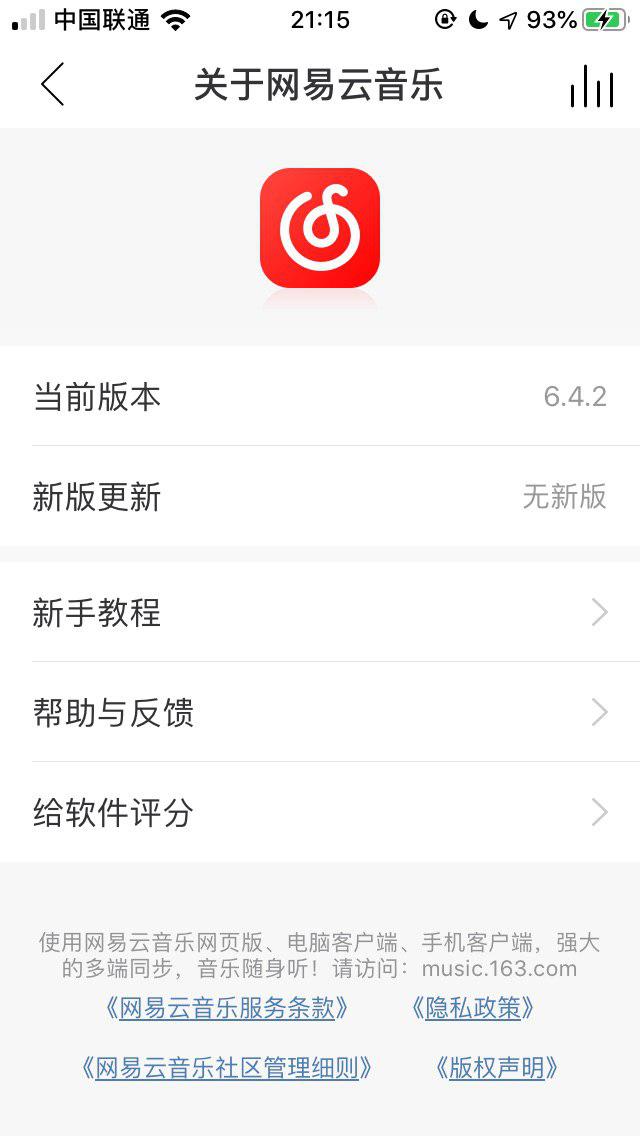 中国联通 21:15 93%
关于网易云音乐
当前版本 6.4.2
新版更新 无新版
新手教程
帮助与反馈
给软件评分
使用网易云音乐网页版、电脑客户端、手机客户端，强大
的多端同步，音乐随身听！请访问：music.163.com
《网易云音乐服务条款》 《隐私政策》
《网易云音乐社区管理细则》 《版权声明》